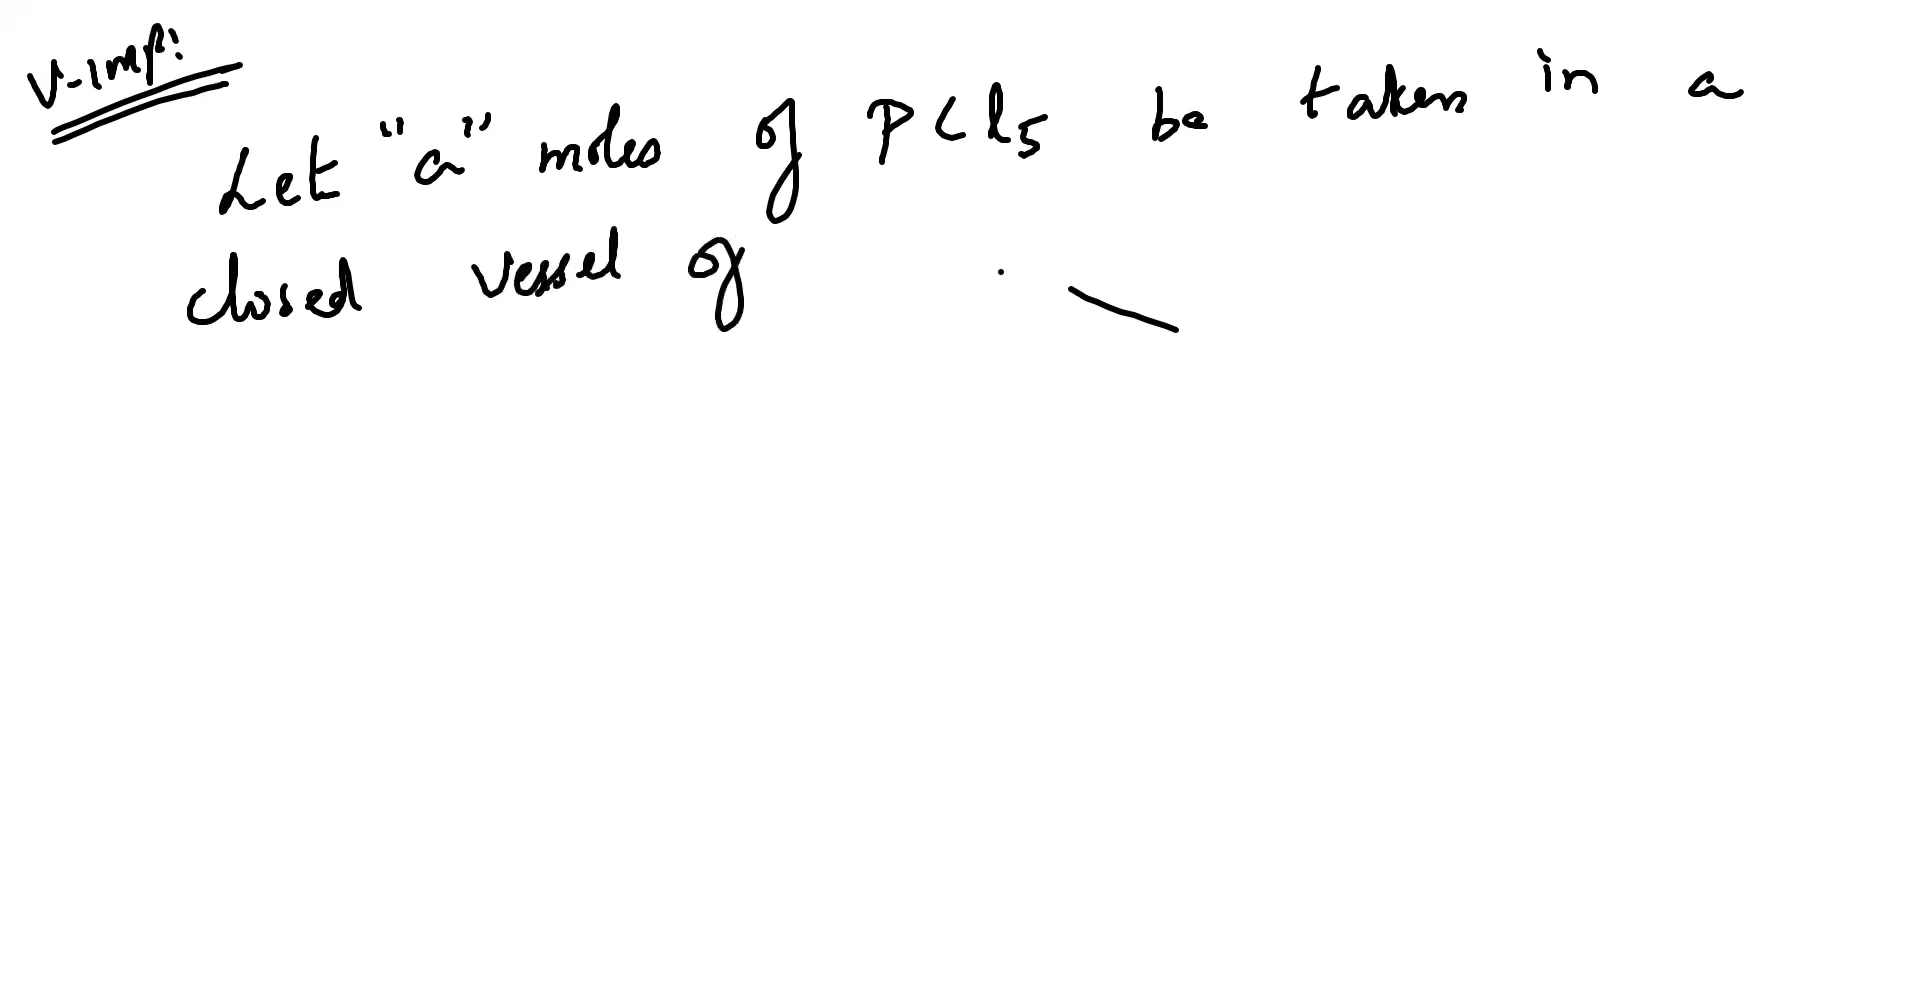 V-Imp:
Let "a" moles of PCl5 be taken in a
closed vessel of